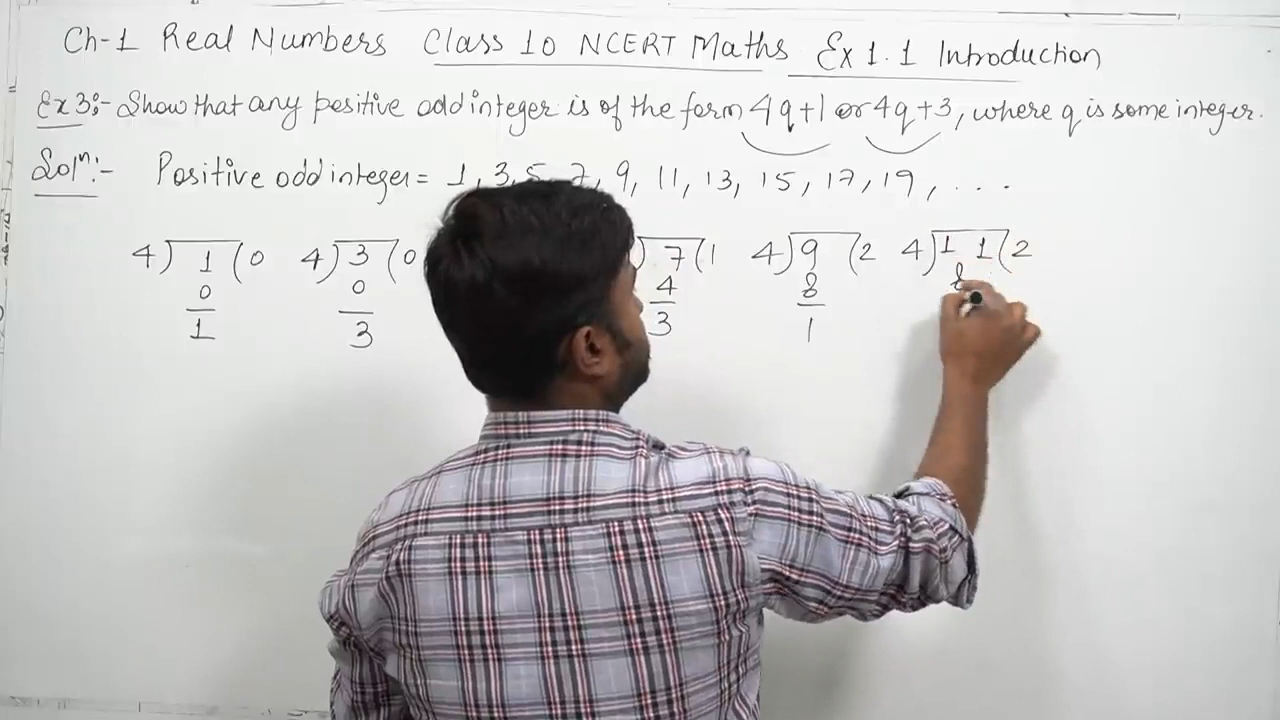 Ch-1 Real Numbers Class 10 NCERT Maths Ex 1.1 Introduction
Ex 3:- Show that any positive odd integer is of the form 4q+1 or 4q+3, where q is some integer.
Solⁿ:- Positive odd integer = 1, 3, 5, 7, 9, 11, 13, 15, 17, 19, ...
4) 1 (0 4) 3 (0 ) 7 (1 4) 9 (2 4) 1 1 (2
0 0 4 8 8
1 3 3 1